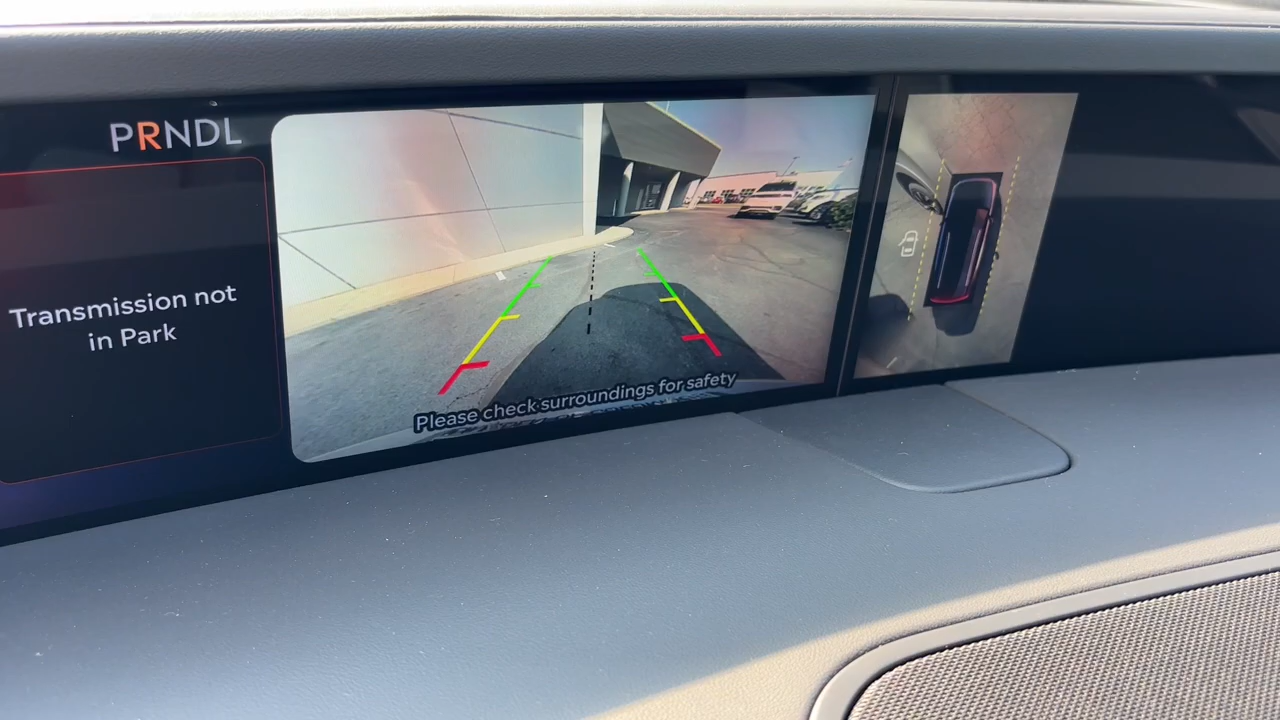 PRNDL
Transmission not
in Park
Please check surroundings for safety